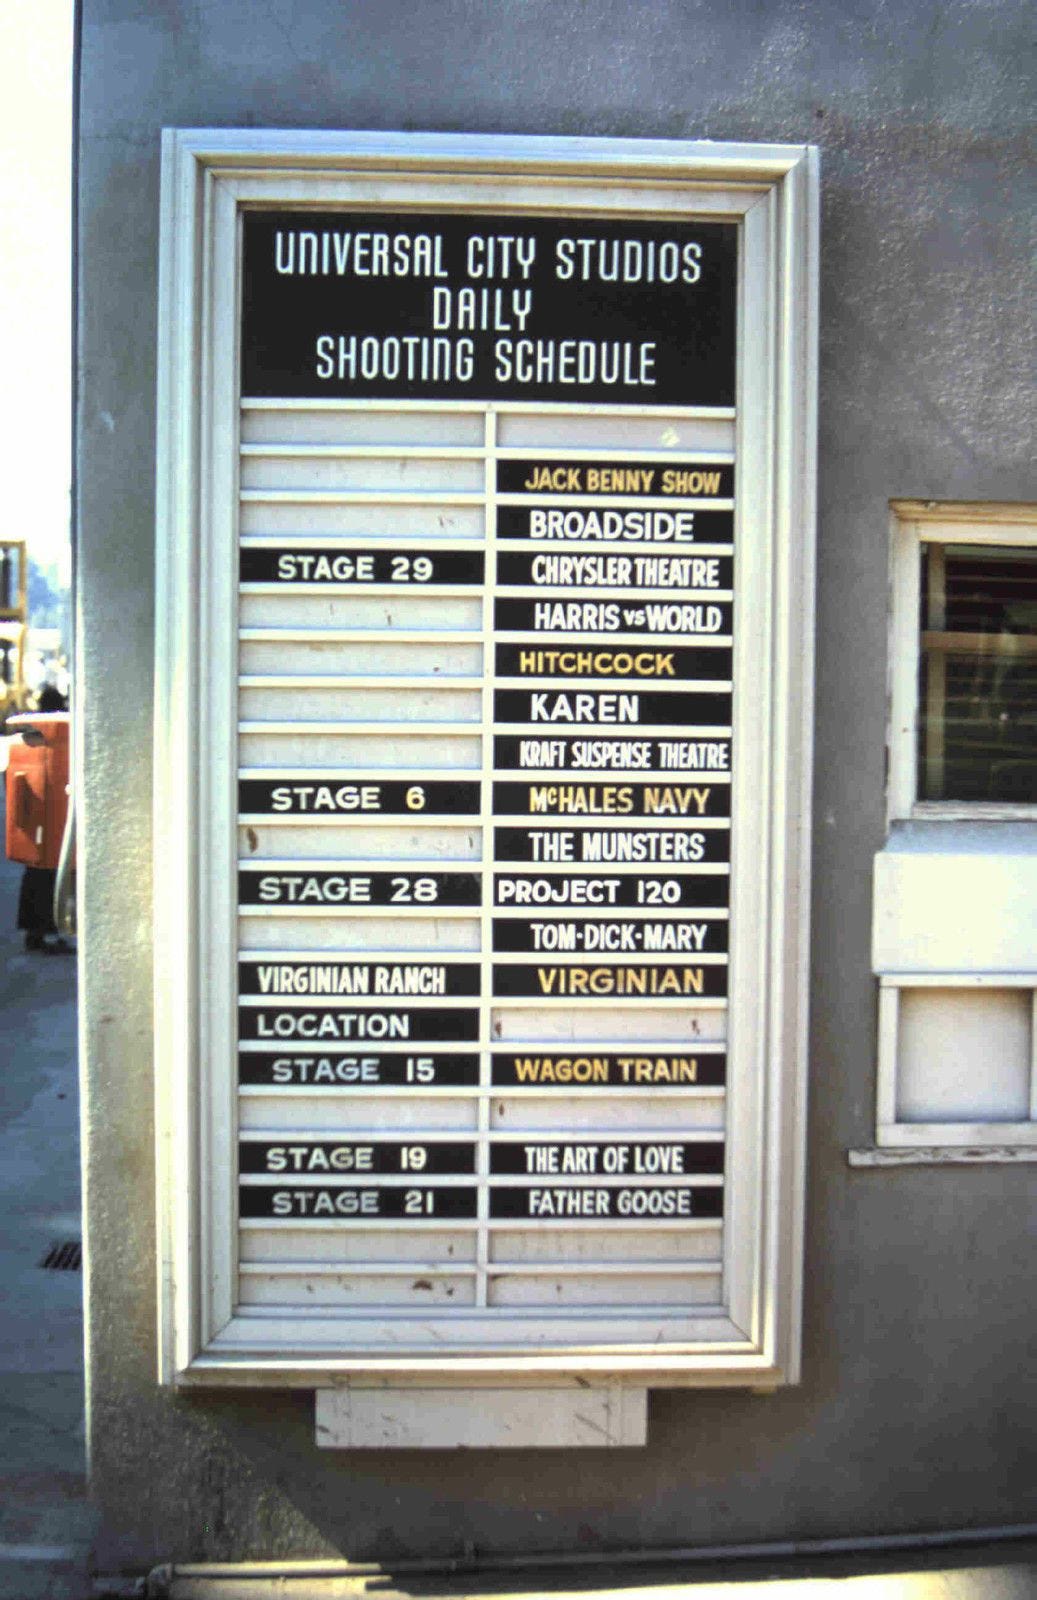 UNIVERSAL CITY STUDIOS
DAILY
SHOOTING SCHEDULE
JACK BENNY SHOW
BROADSIDE
STAGE 29 CHRYSLER THEATRE
HARRIS vs WORLD
HITCHCOCK
KAREN
KRAFT SUSPENSE THEATRE
STAGE 6 McHALES NAVY
THE MUNSTERS
STAGE 28 PROJECT 120
TOM·DICK·MARY
VIRGINIAN RANCH VIRGINIAN
LOCATION
STAGE 15 WAGON TRAIN
STAGE 19 THE ART OF LOVE
STAGE 21 FATHER GOOSE